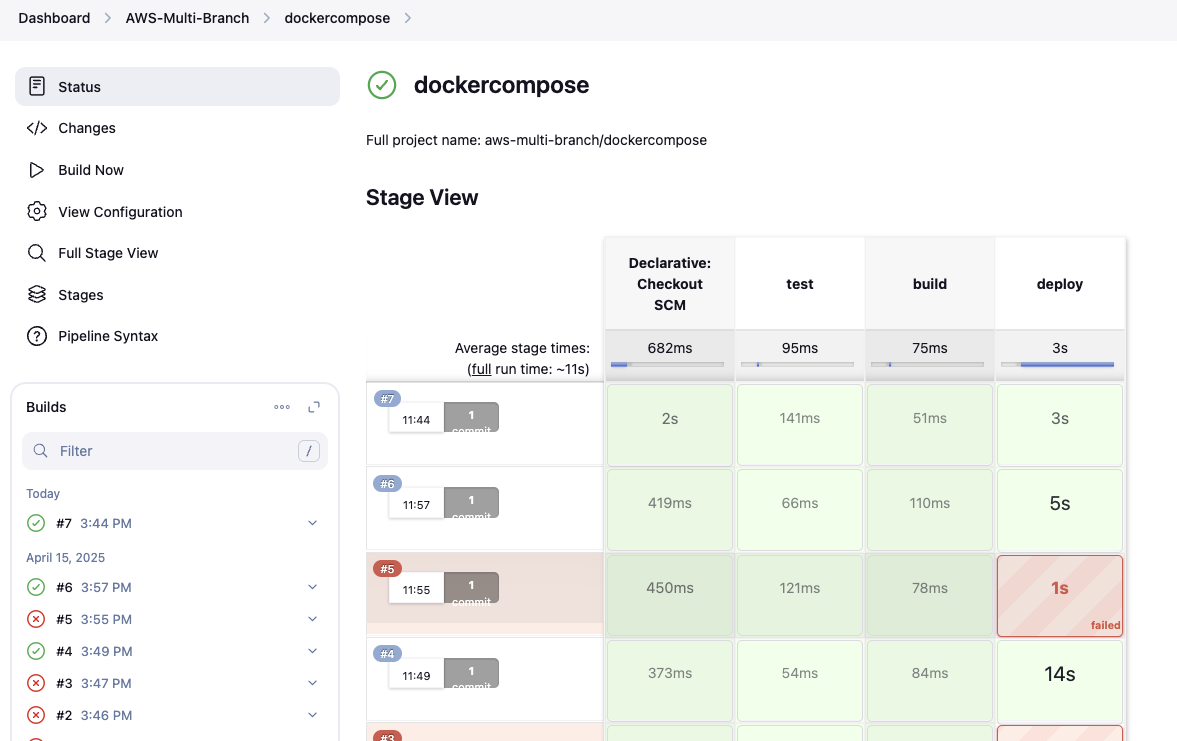 Dashboard
AWS-Multi-Branch
dockercompose
Status
Changes
Build Now
View Configuration
Full Stage View
Stages
Pipeline Syntax
Builds
Filter
/
Today
#7 3:44 PM
April 15, 2025
#6 3:57 PM
#5 3:55 PM
#4 3:49 PM
#3 3:47 PM
#2 3:46 PM
dockercompose
Full project name: aws-multi-branch/dockercompose
Stage View
Declarative:
Checkout
SCM
test
build
deploy
Average stage times:
(full run time: ~11s)
682ms
95ms
75ms
3s
#7
11:44
1
commit
2s
141ms
51ms
3s
#6
11:57
1
commit
419ms
66ms
110ms
5s
#5
11:55
1
commit
450ms
121ms
78ms
1s
failed
#4
11:49
1
commit
373ms
54ms
84ms
14s
#3